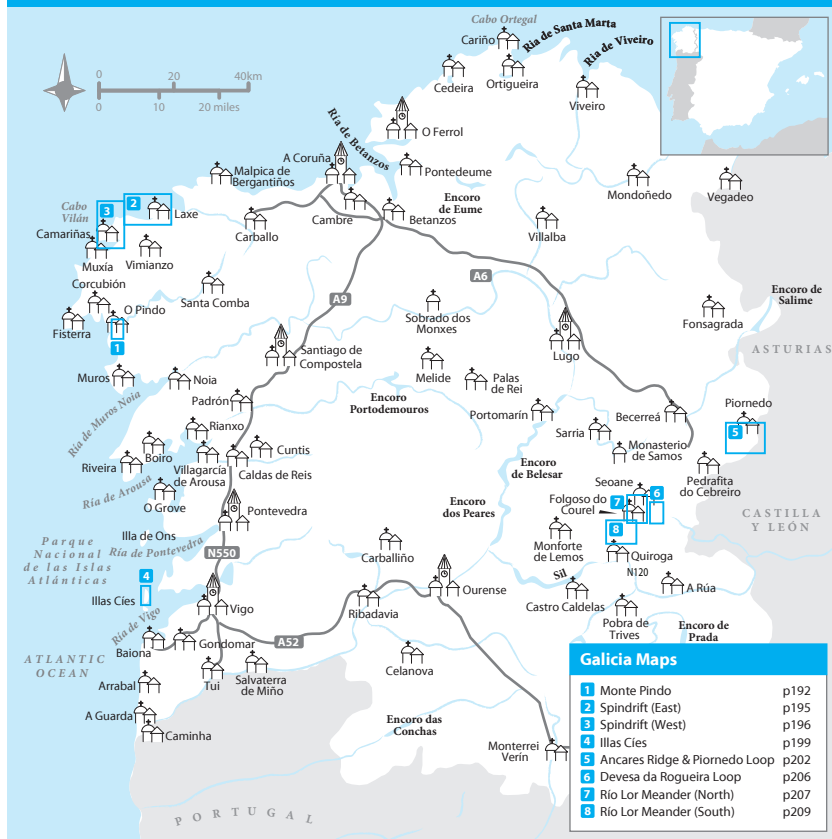 Cabo Ortegal
Cariño
Ría de Santa Marta
Ría de Viveiro
Cedeira
Ortigueira
Viveiro
0 20 40km
0 10 20 miles
O Ferrol
Ría de Betanzos
A Coruña
Pontedeume
Malpica de
Bergantiños
Mondoñedo
Vegadeo
Encoro
de Eume
Cabo
Vilán
3
2
Laxe
Cambre
Betanzos
Carballo
Villalba
Camariñas
Muxía
Vimianzo
A6
Corcubión
Santa Comba
A9
Encoro de
Salime
O Pindo
Sobrado dos
Monxes
Fonsagrada
Fisterra
1
Lugo
Santiago de
Compostela
ASTURIAS
Muros
Noia
Melide
Palas
de Rei
Padrón
Encoro
Portodemouros
Portomarín
Becerreá
Piornedo
5
Ría de Muros Noia
Rianxo
Sarria
Boiro
Cuntis
Monasterio
de Samos
Riveira
Villagarcía
de Arousa
Caldas de Reis
Encoro
de Belesar
Pedrafita
do Cebreiro
Ría de Arousa
Seoane
6
7
Folgoso do
Courel
O Grove
Pontevedra
Encoro
dos Peares
CASTILLA
Y LEÓN
8
Illa de Ons
Parque
Nacional
de las Islas
Atlánticas
Ría de Pontevedra
N550
Carballiño
Monforte
de Lemos
Quiroga
N120
4
Illas Cíes
Sil
Ourense
A Rúa
Vigo
Ribadavia
Castro Caldelas
Ría de Vigo
Pobra de
Trives
Encoro de
Prada
Baiona
Gondomar
A52
ATLANTIC
OCEAN
Tui
Salvaterra
de Miño
Celanova
Arrabal
A Guarda
Encoro das
Conchas
Caminha
Monterrei
Verín
PORTUGAL
Galicia Maps
1 Monte Pindo p192
2 Spindrift (East) p195
3 Spindrift (West) p196
4 Illas Cíes p199
5 Ancares Ridge & Piornedo Loop p202
6 Devesa da Rogueira Loop p206
7 Río Lor Meander (North) p207
8 Río Lor Meander (South) p209